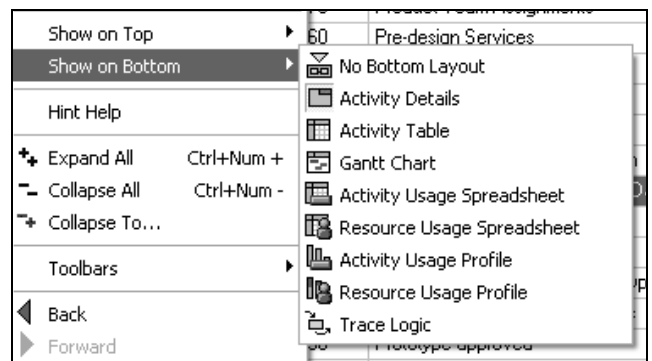 Show on Top
60 Pre-design Services
Show on Bottom
No Bottom Layout
Activity Details
Hint Help
Activity Table
Expand All Ctrl+Num +
Gantt Chart
Collapse All Ctrl+Num -
Activity Usage Spreadsheet
Collapse To...
Resource Usage Spreadsheet
Toolbars
Activity Usage Profile
Resource Usage Profile
Back
Trace Logic
Forward